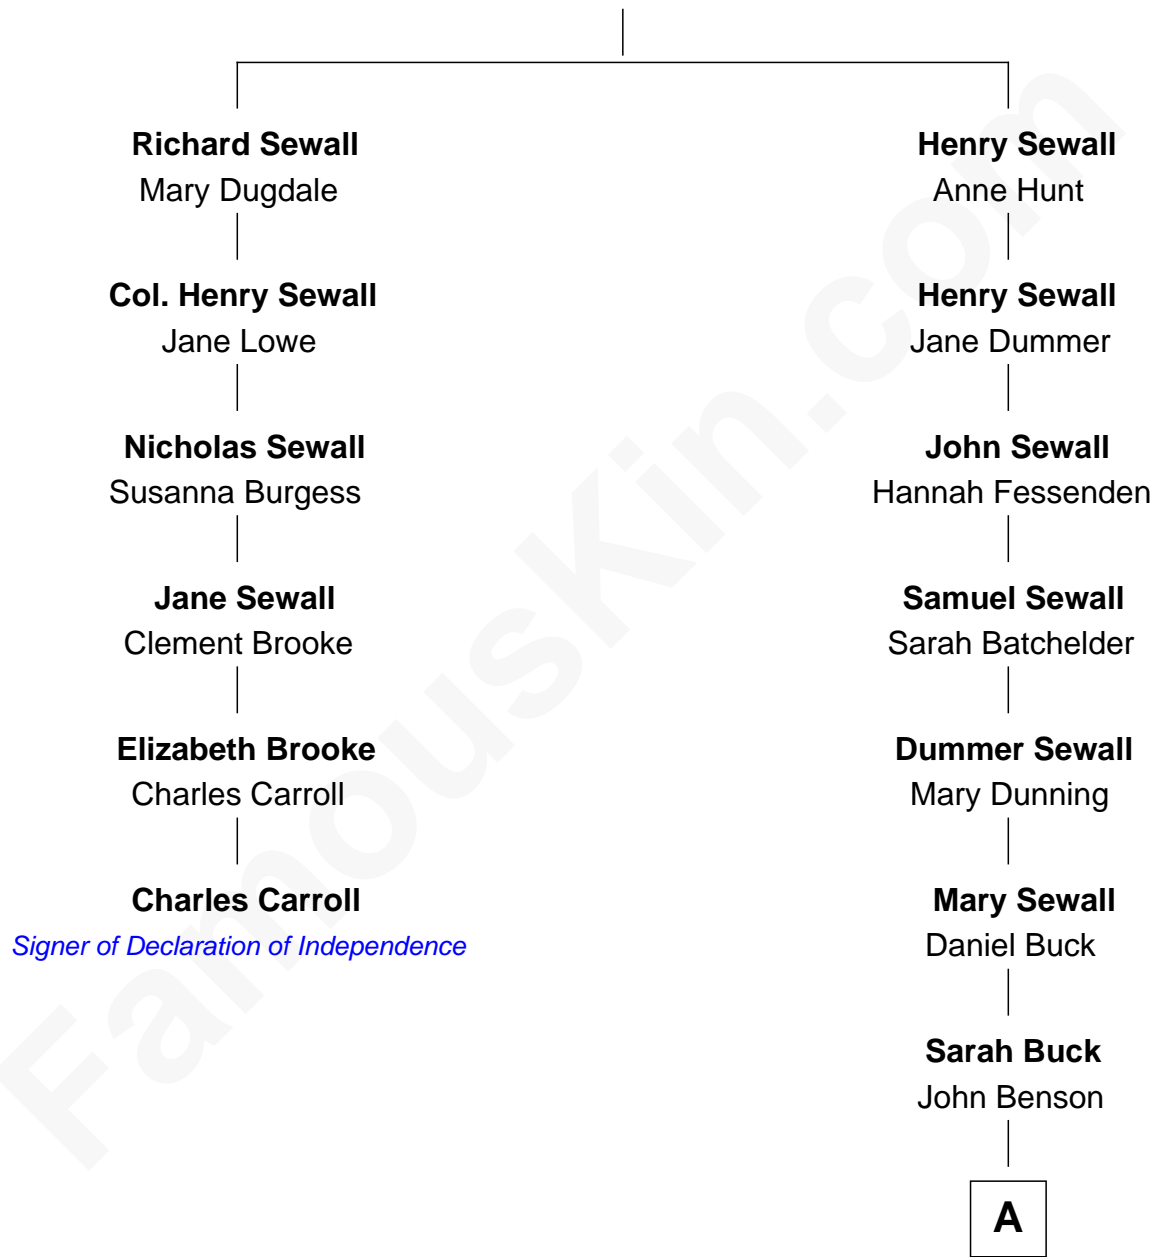 Richard Sewall
Mary Dugdale
Col. Henry Sewall
Jane Lowe
Nicholas Sewall
Susanna Burgess
Jane Sewall
Clement Brooke
Elizabeth Brooke
Charles Carroll
Charles Carroll
Signer of Declaration of Independence
Henry Sewall
Anne Hunt
Henry Sewall
Jane Dummer
John Sewall
Hannah Fessenden
Samuel Sewall
Sarah Batchelder
Dummer Sewall
Mary Dunning
Mary Sewall
Daniel Buck
Sarah Buck
John Benson
A
FamousKin.com